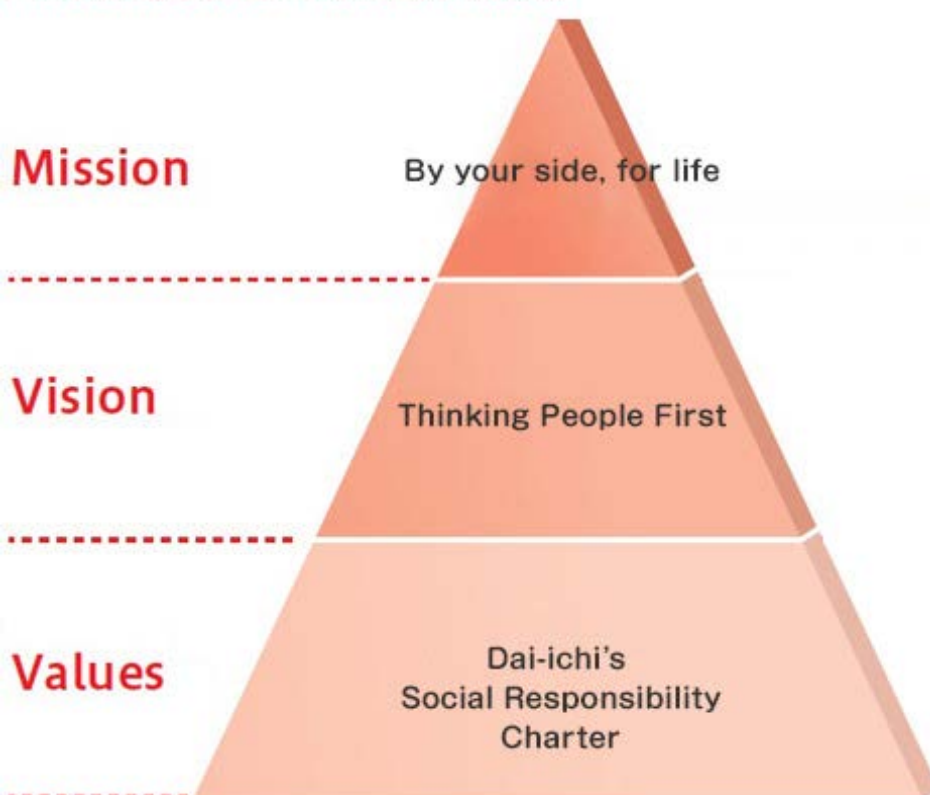 Mission
By your side, for life
Vision
Thinking People First
Values
Dai-ichi's
Social Responsibility
Charter